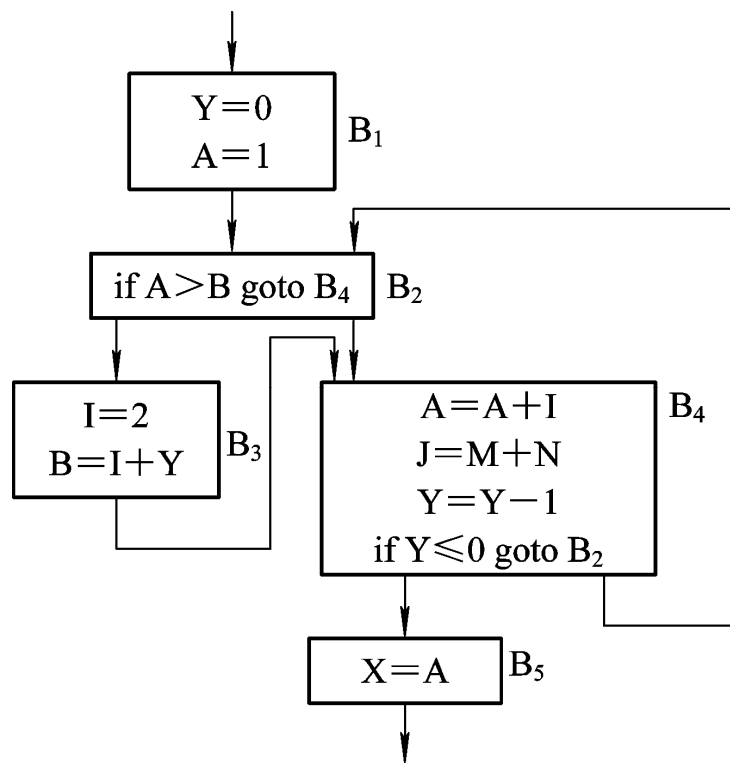 Y=0
A=1
B₁
if A>B goto B₄
B₂
I=2
B=I+Y
B₃
A=A+I
J=M+N
Y=Y−1
if Y≤0 goto B₂
B₄
X=A
B₅